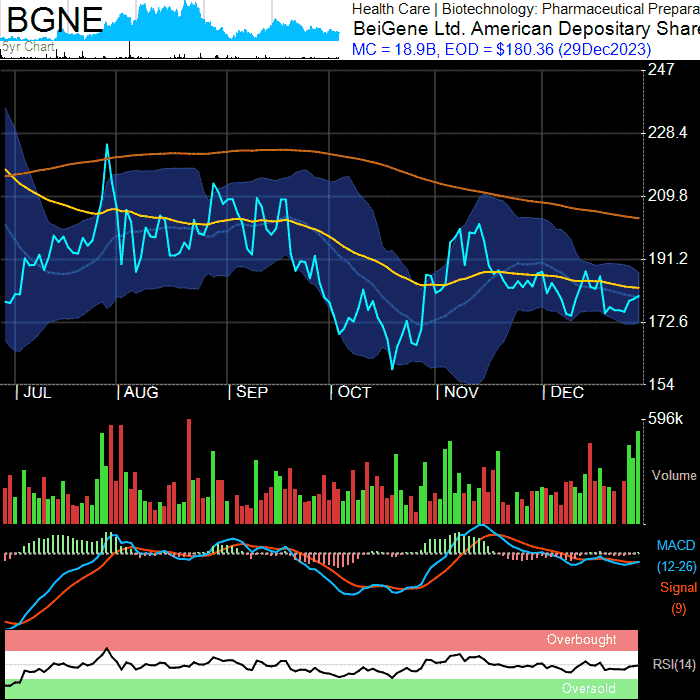 BGNE
5yr Chart
Health Care | Biotechnology: Pharmaceutical Prepara
BeiGene Ltd. American Depositary Share
MC = 18.9B, EOD = $180.36 (29Dec2023)
247
228.4
209.8
191.2
172.6
154
| JUL | AUG | SEP | OCT | NOV | DEC
596k
Volume
MACD
(12-26)
Signal
(9)
Overbought
RSI(14)
Oversold